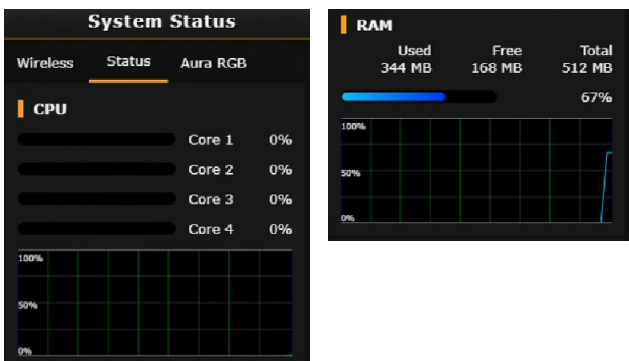 System Status
Wireless Status Aura RGB
CPU
Core 1 0%
Core 2 0%
Core 3 0%
Core 4 0%
100%
50%
0%
RAM
Used Free Total
344 MB 168 MB 512 MB
67%
100%
50%
0%